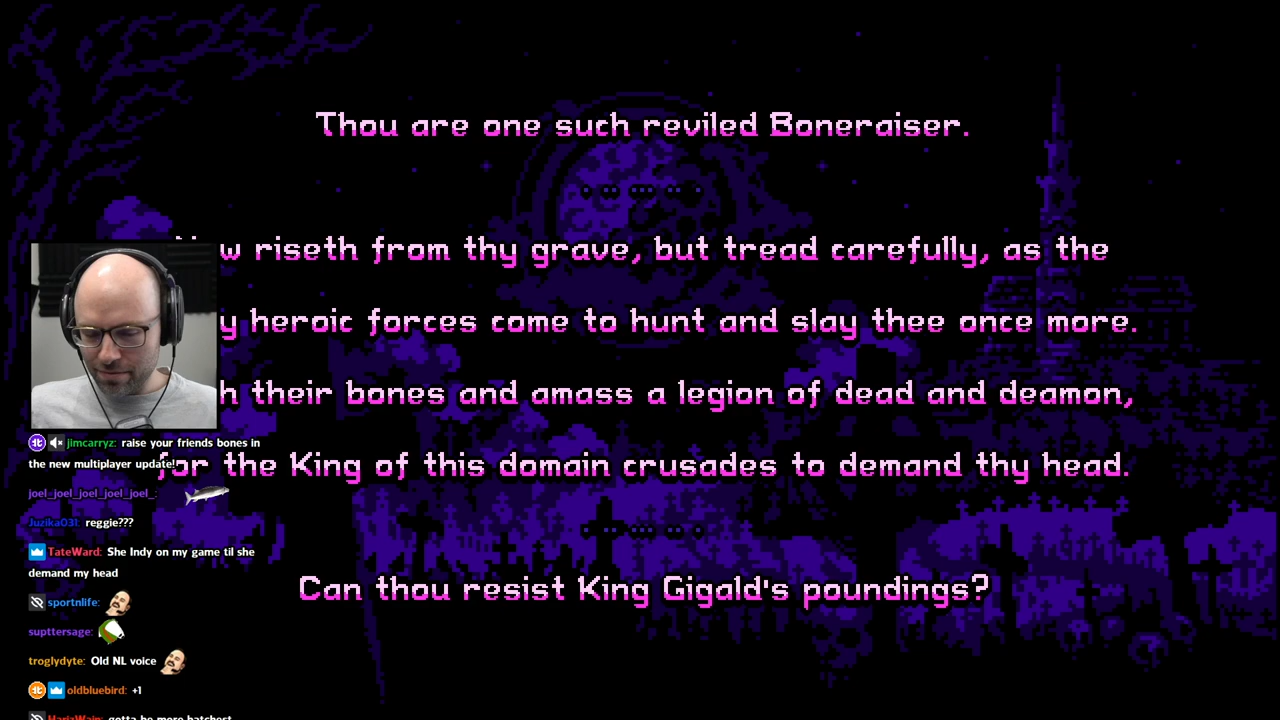 Thou are one such reviled Boneraiser.
riseth from thy grave, but tread carefully, as the
heroic forces come to hunt and slay thee once more.
their bones and amass a legion of dead and deamon,
for the King of this domain crusades to demand thy head.
Can thou resist King Gigald's poundings?
jimcarryz: raise your friends bones in
the new multiplayer update!
joel_joel_joel_joel_joel_:
Juzika031: reggie???
TateWard: She Indy on my game til she
demand my head
sportnlife:
supttersage:
troglydyte: Old NL voice
oldbluebird: +1